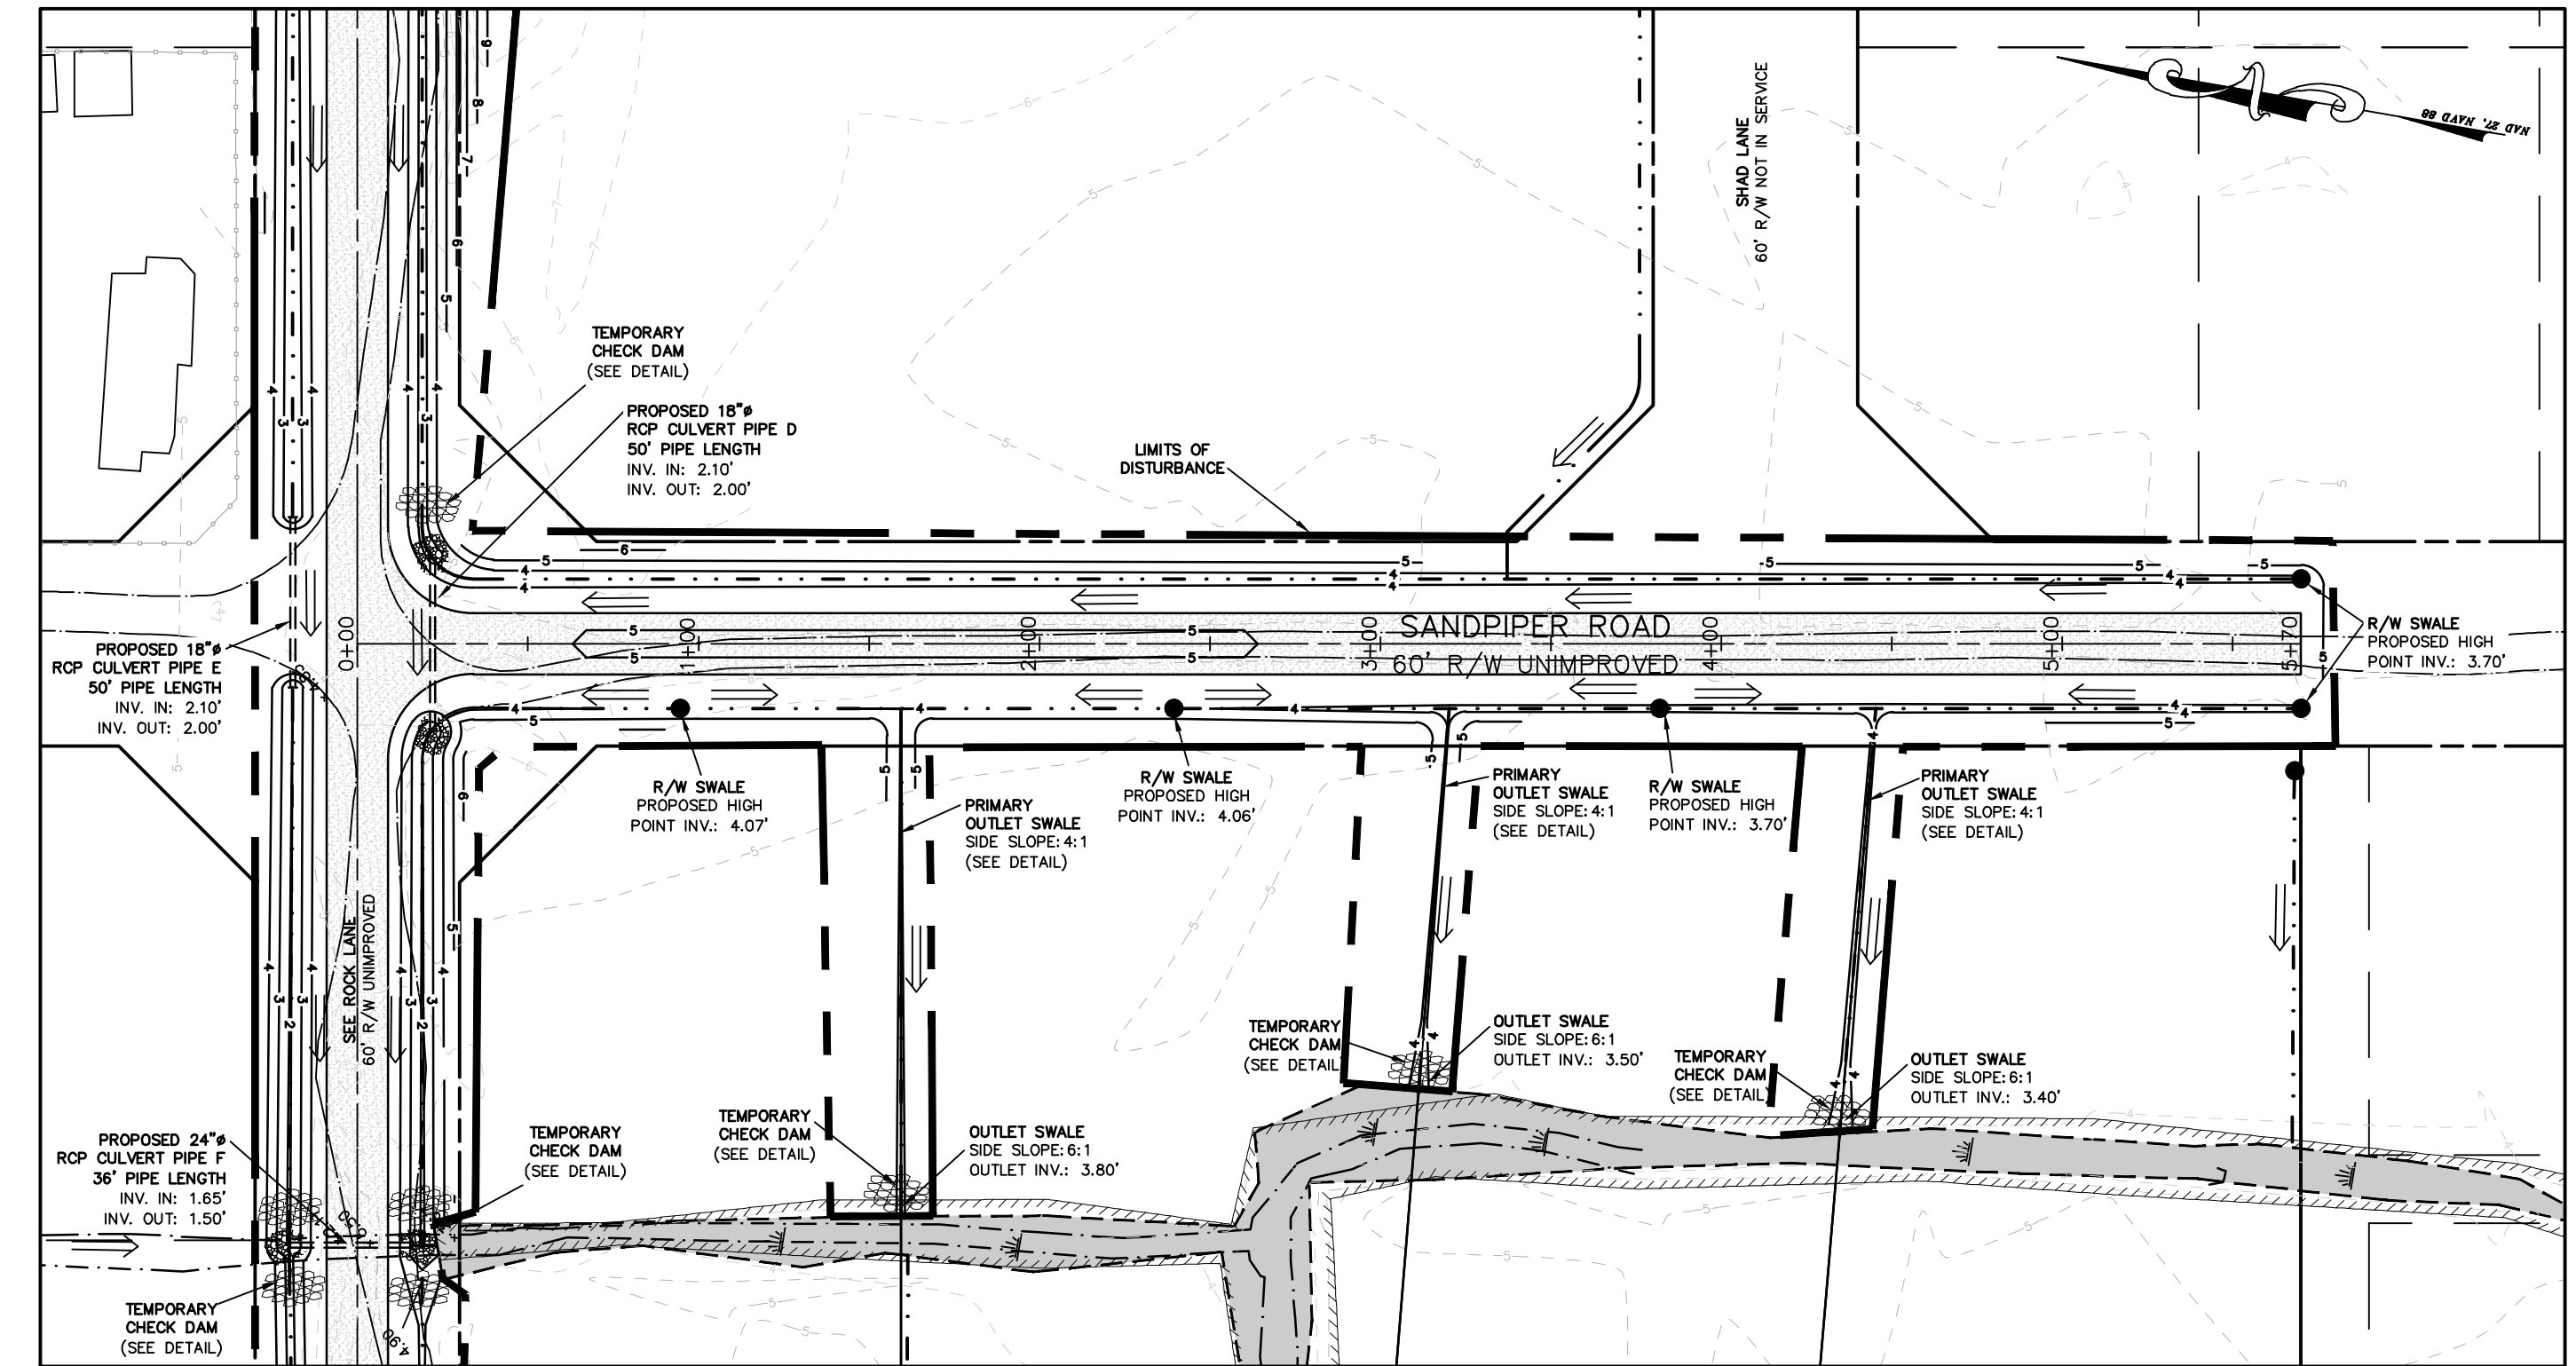 NAD 27, NAVD 88
SHAD LANE
60' R/W NOT IN SERVICE
TEMPORARY
CHECK DAM
(SEE DETAIL)
PROPOSED 18"ø
RCP CULVERT PIPE D
50' PIPE LENGTH
INV. IN: 2.10'
INV. OUT: 2.00'
LIMITS OF
DISTURBANCE
PROPOSED 18"ø
RCP CULVERT PIPE E
50' PIPE LENGTH
INV. IN: 2.10'
INV. OUT: 2.00'
0+00
1+00
2+00
3+00
4+00
5+00
5+70
SANDPIPER ROAD
60' R/W UNIMPROVED
R/W SWALE
PROPOSED HIGH
POINT INV.: 3.70'
R/W SWALE
PROPOSED HIGH
POINT INV.: 4.07'
PRIMARY
OUTLET SWALE
SIDE SLOPE: 4:1
(SEE DETAIL)
R/W SWALE
PROPOSED HIGH
POINT INV.: 4.06'
PRIMARY
OUTLET SWALE
SIDE SLOPE: 4:1
(SEE DETAIL)
R/W SWALE
PROPOSED HIGH
POINT INV.: 3.70'
PRIMARY
OUTLET SWALE
SIDE SLOPE: 4:1
(SEE DETAIL)
SEE ROCK LANE
60' R/W UNIMPROVED
TEMPORARY
CHECK DAM
(SEE DETAIL
OUTLET SWALE
SIDE SLOPE: 6:1
OUTLET INV.: 3.50'
TEMPORARY
CHECK DAM
(SEE DETAIL)
OUTLET SWALE
SIDE SLOPE: 6:1
OUTLET INV.: 3.40'
PROPOSED 24"ø
RCP CULVERT PIPE F
36' PIPE LENGTH
INV. IN: 1.65'
INV. OUT: 1.50'
TEMPORARY
CHECK DAM
(SEE DETAIL)
TEMPORARY
CHECK DAM
(SEE DETAIL)
OUTLET SWALE
SIDE SLOPE: 6:1
OUTLET INV.: 3.80'
TEMPORARY
CHECK DAM
(SEE DETAIL)
4.90